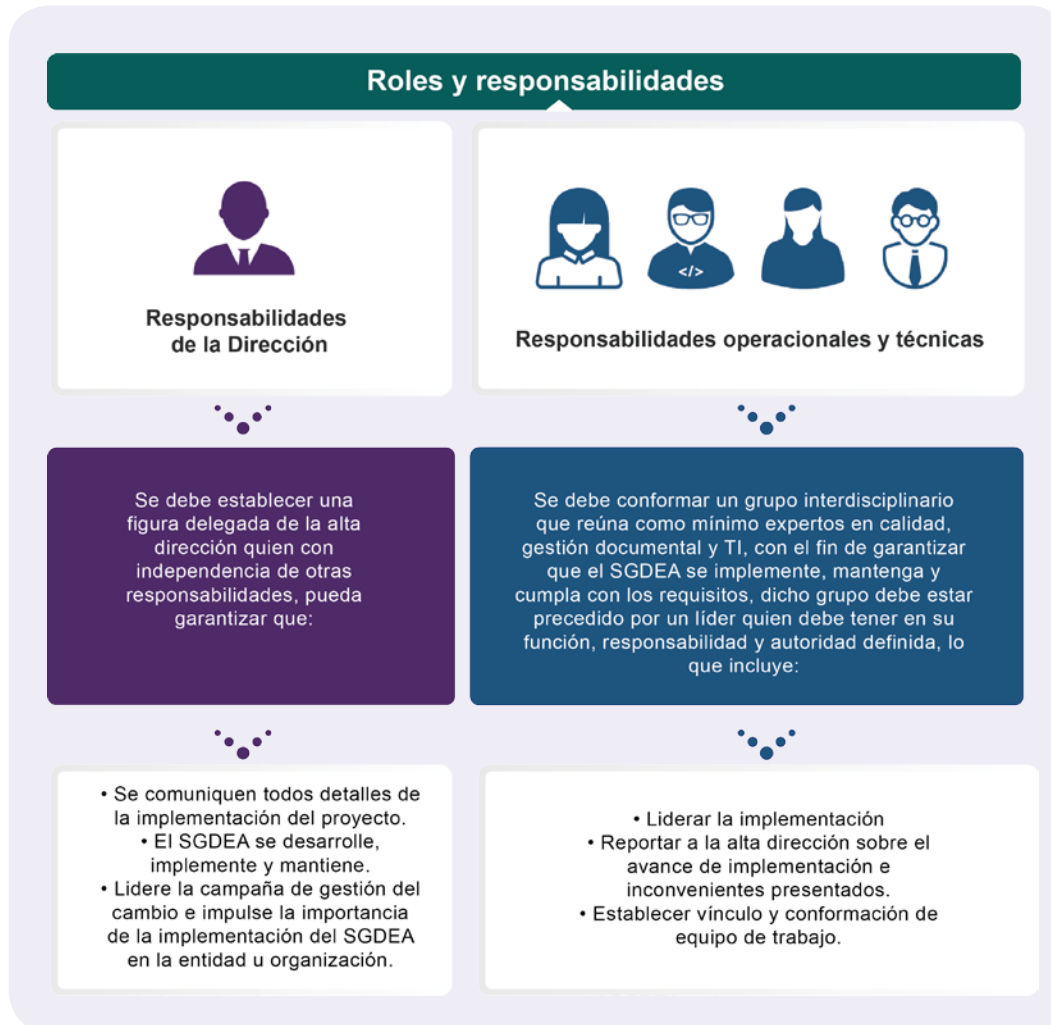 Roles y responsabilidades
Responsabilidades
de la Dirección
</>
Responsabilidades operacionales y técnicas
Se debe establecer una
figura delegada de la alta
dirección quien con
independencia de otras
responsabilidades, pueda
garantizar que:
Se debe conformar un grupo interdisciplinario
que reúna como mínimo expertos en calidad,
gestión documental y TI, con el fin de garantizar
que el SGDEA se implemente, mantenga y
cumpla con los requisitos, dicho grupo debe estar
precedido por un líder quien debe tener en su
función, responsabilidad y autoridad definida, lo
que incluye:
• Se comuniquen todos detalles de
la implementación del proyecto.
• El SGDEA se desarrolle,
implemente y mantiene.
• Lidere la campaña de gestión del
cambio e impulse la importancia
de la implementación del SGDEA
en la entidad u organización.
• Liderar la implementación
• Reportar a la alta dirección sobre el
avance de implementación e
inconvenientes presentados.
• Establecer vínculo y conformación de
equipo de trabajo.